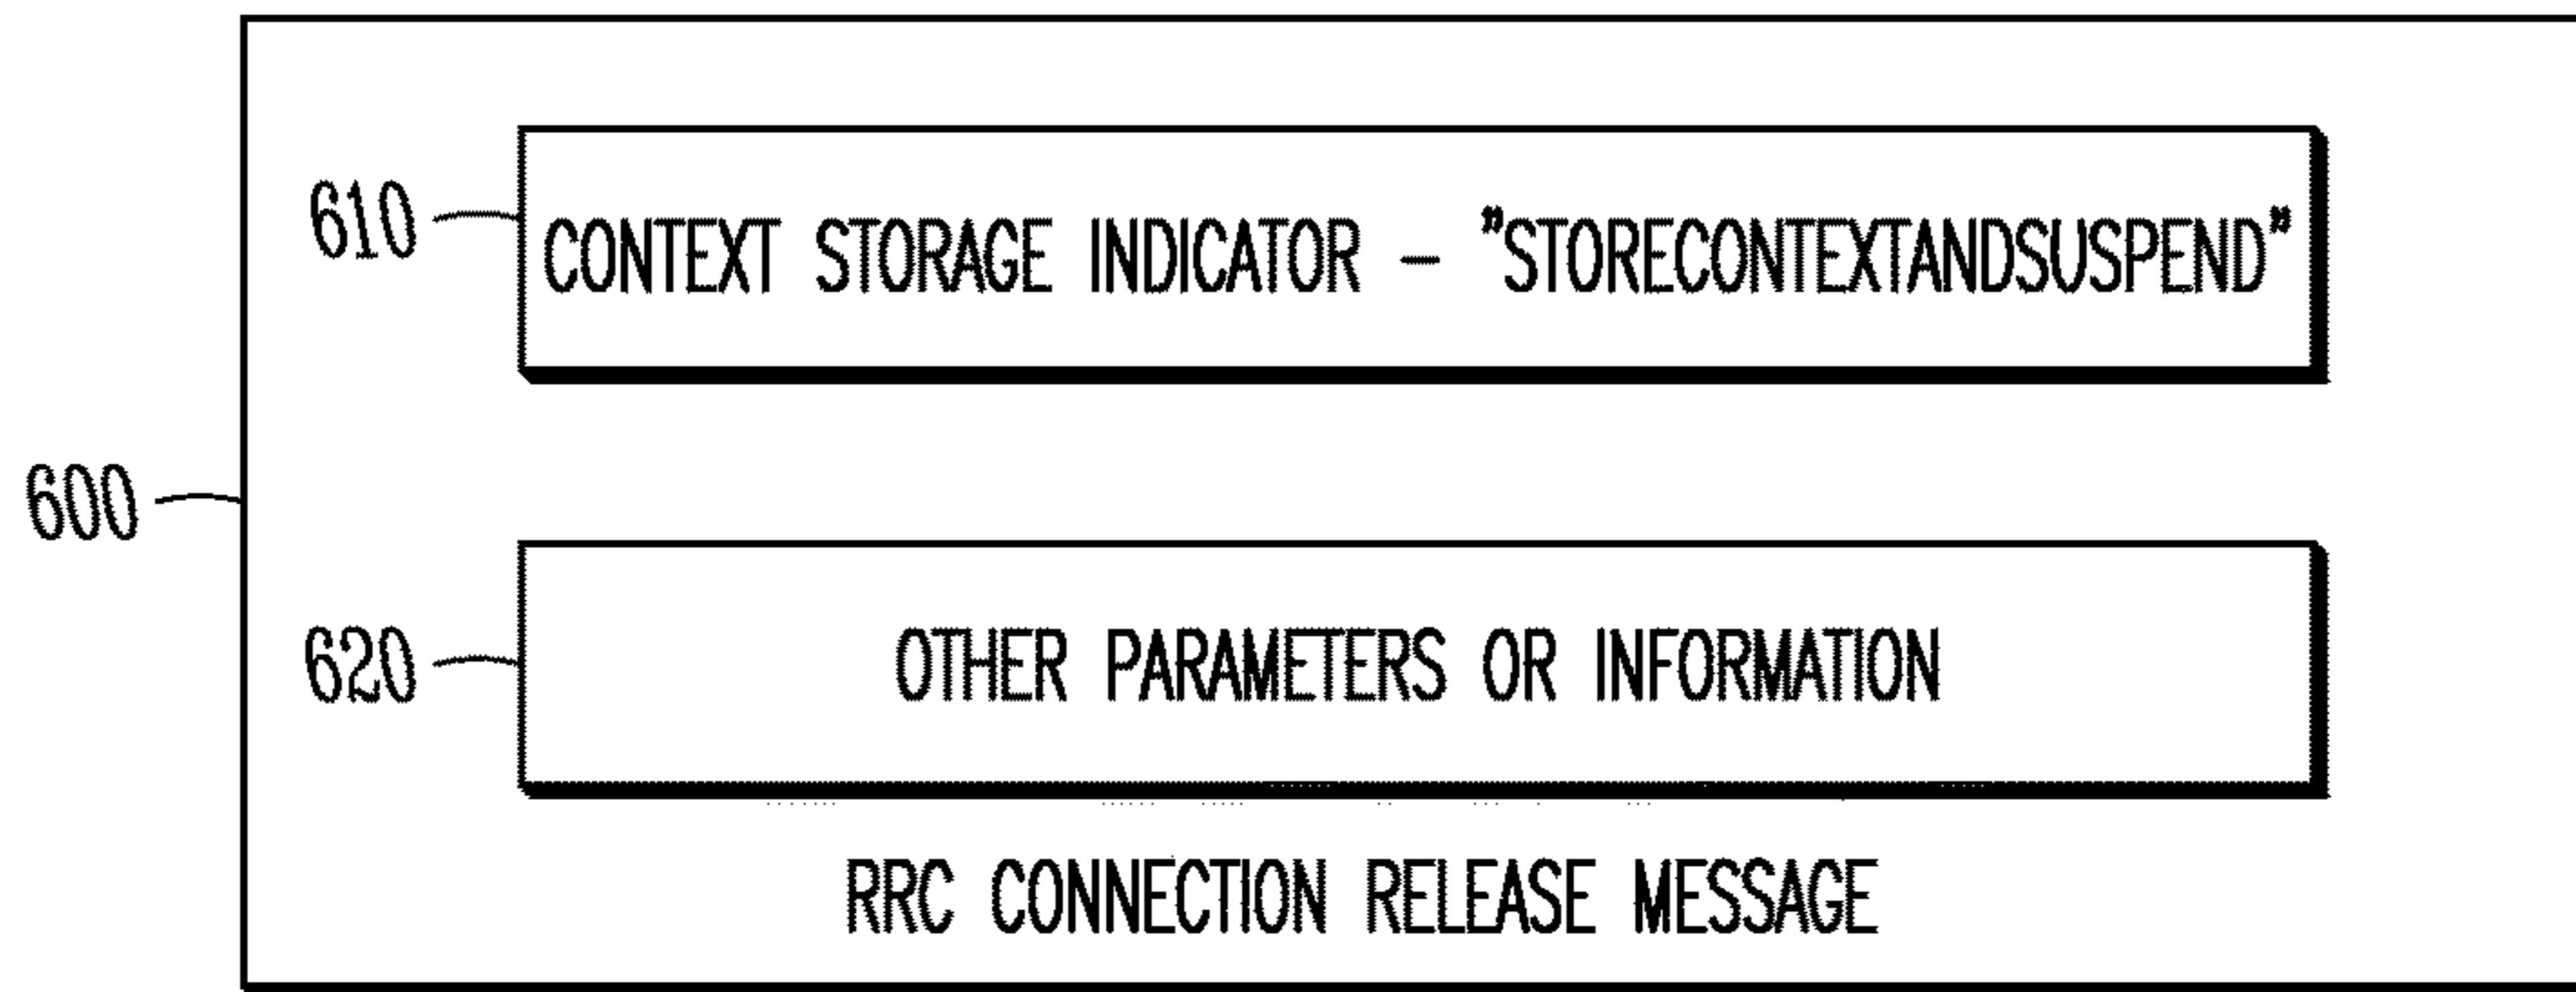 610
CONTEXT STORAGE INDICATOR – "STORECONTEXTANDSUSPEND"
600
620
OTHER PARAMETERS OR INFORMATION
RRC CONNECTION RELEASE MESSAGE